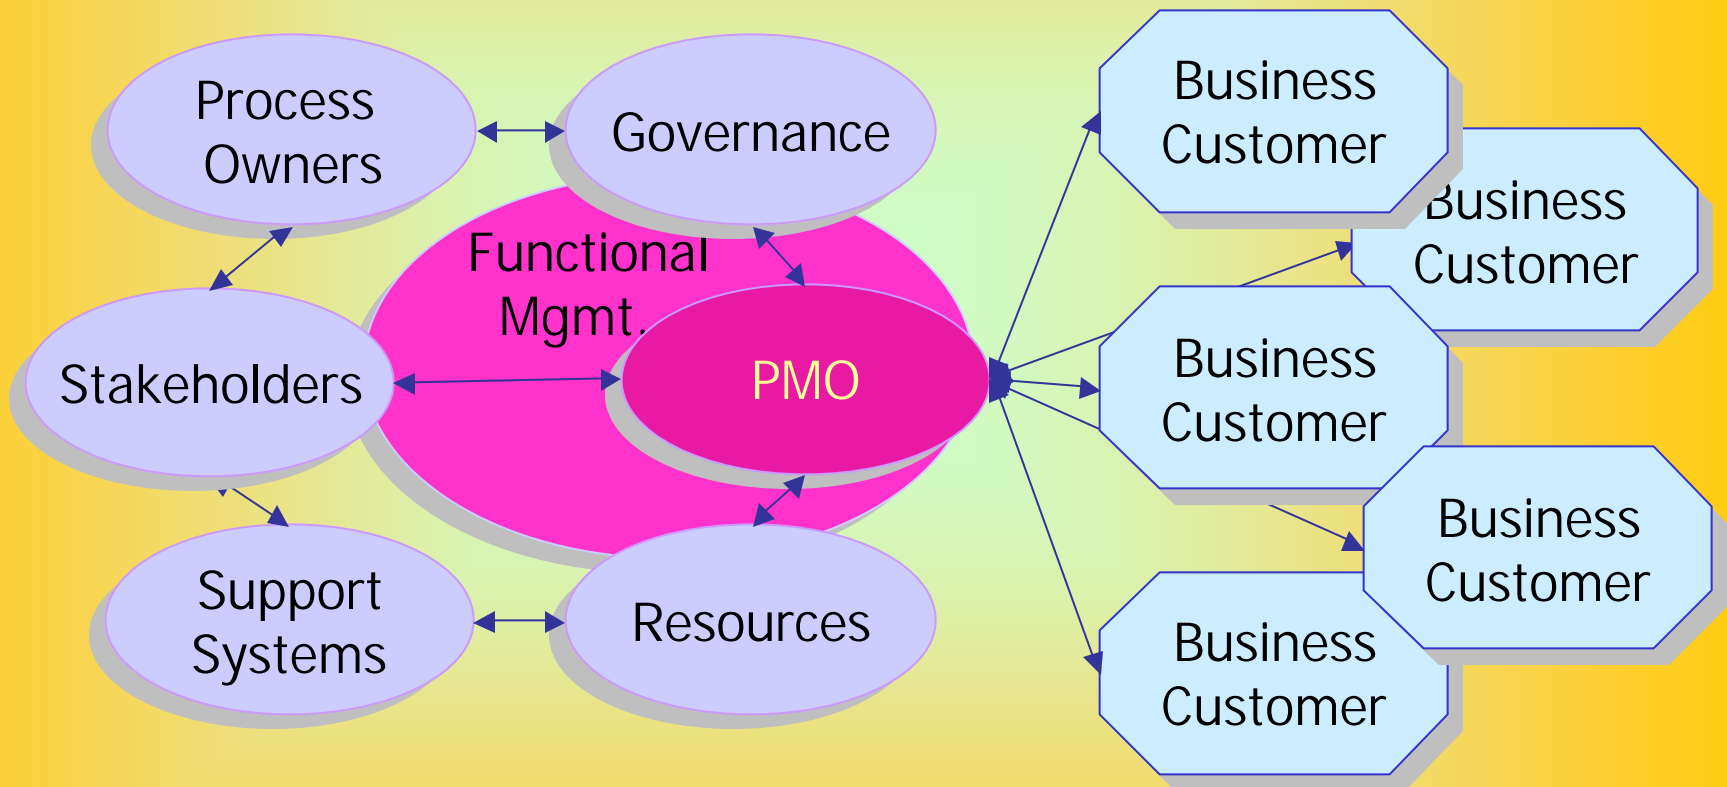 Process
Owners
Governance
Functional
Mgmt.
Stakeholders
PMO
Support
Systems
Resources
Business
Customer
Business
Customer
Business
Customer
Business
Customer
Business
Customer